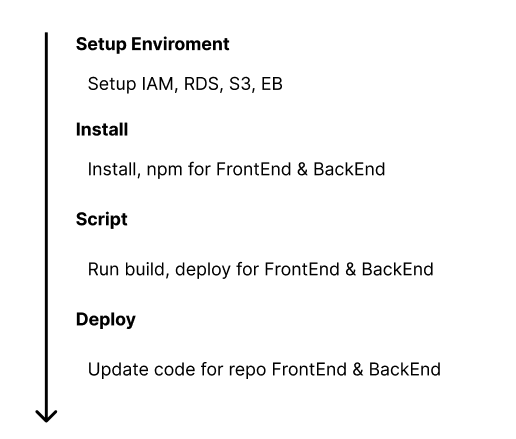 Setup Enviroment
Setup IAM, RDS, S3, EB
Install
Install, npm for FrontEnd & BackEnd
Script
Run build, deploy for FrontEnd & BackEnd
Deploy
Update code for repo FrontEnd & BackEnd